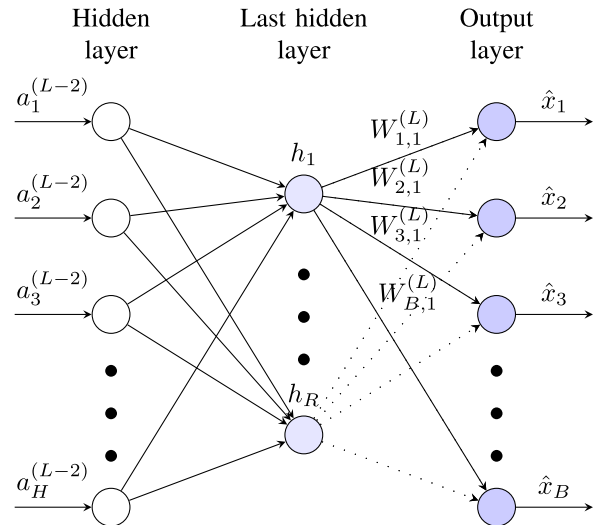 Hidden layer
Last hidden layer
Output layer
a_1^{(L-2)}
a_2^{(L-2)}
a_3^{(L-2)}
a_H^{(L-2)}
h_1
h_R
W_{1,1}^{(L)}
W_{2,1}^{(L)}
W_{3,1}^{(L)}
W_{B,1}^{(L)}
x̂_1
x̂_2
x̂_3
x̂_B